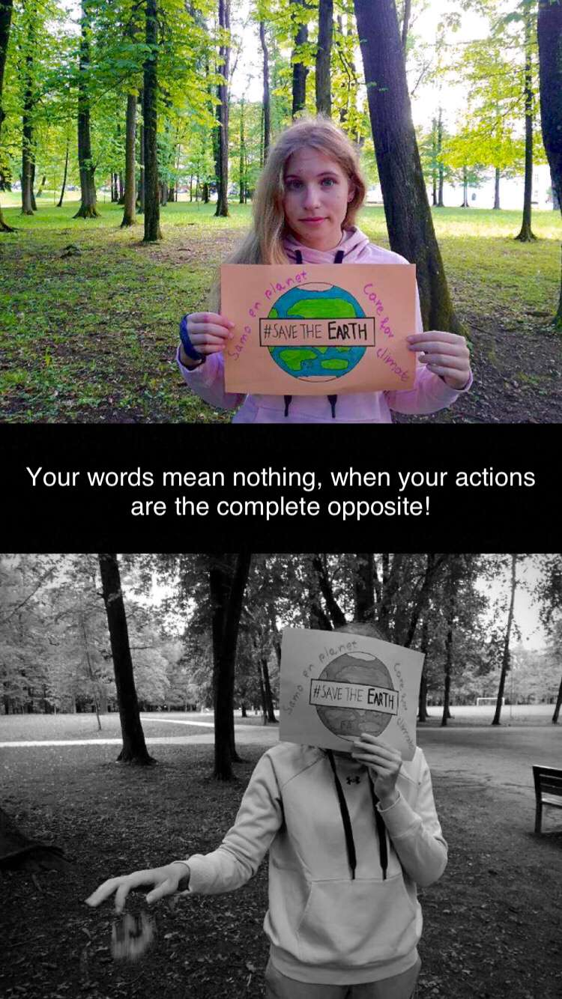 Samo en planet
Care for climate
#SAVE THE EARTH
Your words mean nothing, when your actions
are the complete opposite!
Samo en planet
Care for climate
#SAVE THE EARTH